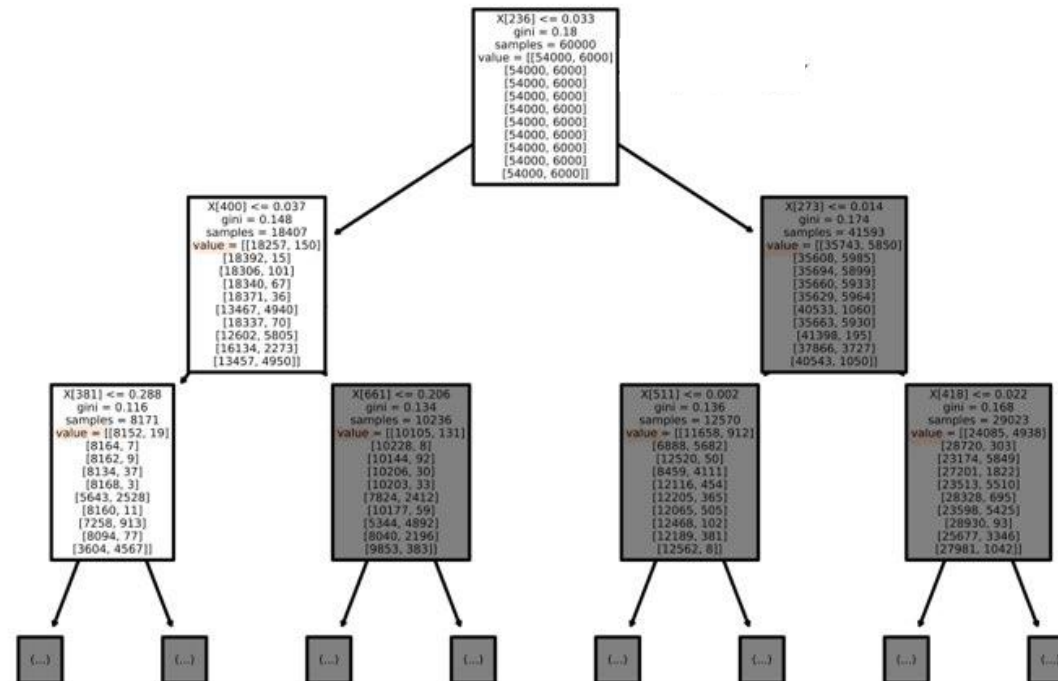 X[236] <= 0.033
gini = 0.18
samples = 60000
value = [[54000, 6000]
[54000, 6000]
[54000, 6000]
[54000, 6000]
[54000, 6000]
[54000, 6000]
[54000, 6000]
[54000, 6000]
[54000, 6000]
[54000, 6000]]
X[400] <= 0.037
gini = 0.148
samples = 18407
value = [[18257, 150]
[18392, 15]
[18306, 101]
[18340, 67]
[18371, 36]
[13467, 4940]
[18337, 70]
[12602, 5805]
[16134, 2273]
[13457, 4950]]
X[273] <= 0.014
gini = 0.174
samples = 41593
value = [[35743, 5850]
[35608, 5985]
[35694, 5899]
[35660, 5933]
[35629, 5964]
[40533, 1060]
[35663, 5930]
[41398, 195]
[37866, 3727]
[40543, 1050]]
X[381] <= 0.288
gini = 0.116
samples = 8171
value = [[8152, 19]
[8164, 7]
[8162, 9]
[8134, 37]
[8168, 3]
[5643, 2528]
[8160, 11]
[7258, 913]
[8094, 77]
[3604, 4567]]
X[661] <= 0.206
gini = 0.134
samples = 10236
value = [[10105, 131]
[10228, 8]
[10144, 92]
[10206, 30]
[10203, 33]
[7824, 2412]
[10177, 59]
[5344, 4892]
[8040, 2196]
[9853, 383]]
X[511] <= 0.002
gini = 0.136
samples = 12570
value = [[11658, 912]
[6888, 5682]
[12520, 50]
[8459, 4111]
[12116, 454]
[12205, 365]
[12065, 505]
[12468, 102]
[12189, 381]
[12562, 8]]
X[418] <= 0.022
gini = 0.168
samples = 29023
value = [[24085, 4938]
[28720, 303]
[23174, 5849]
[27201, 1822]
[23513, 5510]
[28328, 695]
[23598, 5425]
[28930, 93]
[25677, 3346]
[27981, 1042]]
(...)
(...)
(...)
(...)
(...)
(...)
(...)
(...)